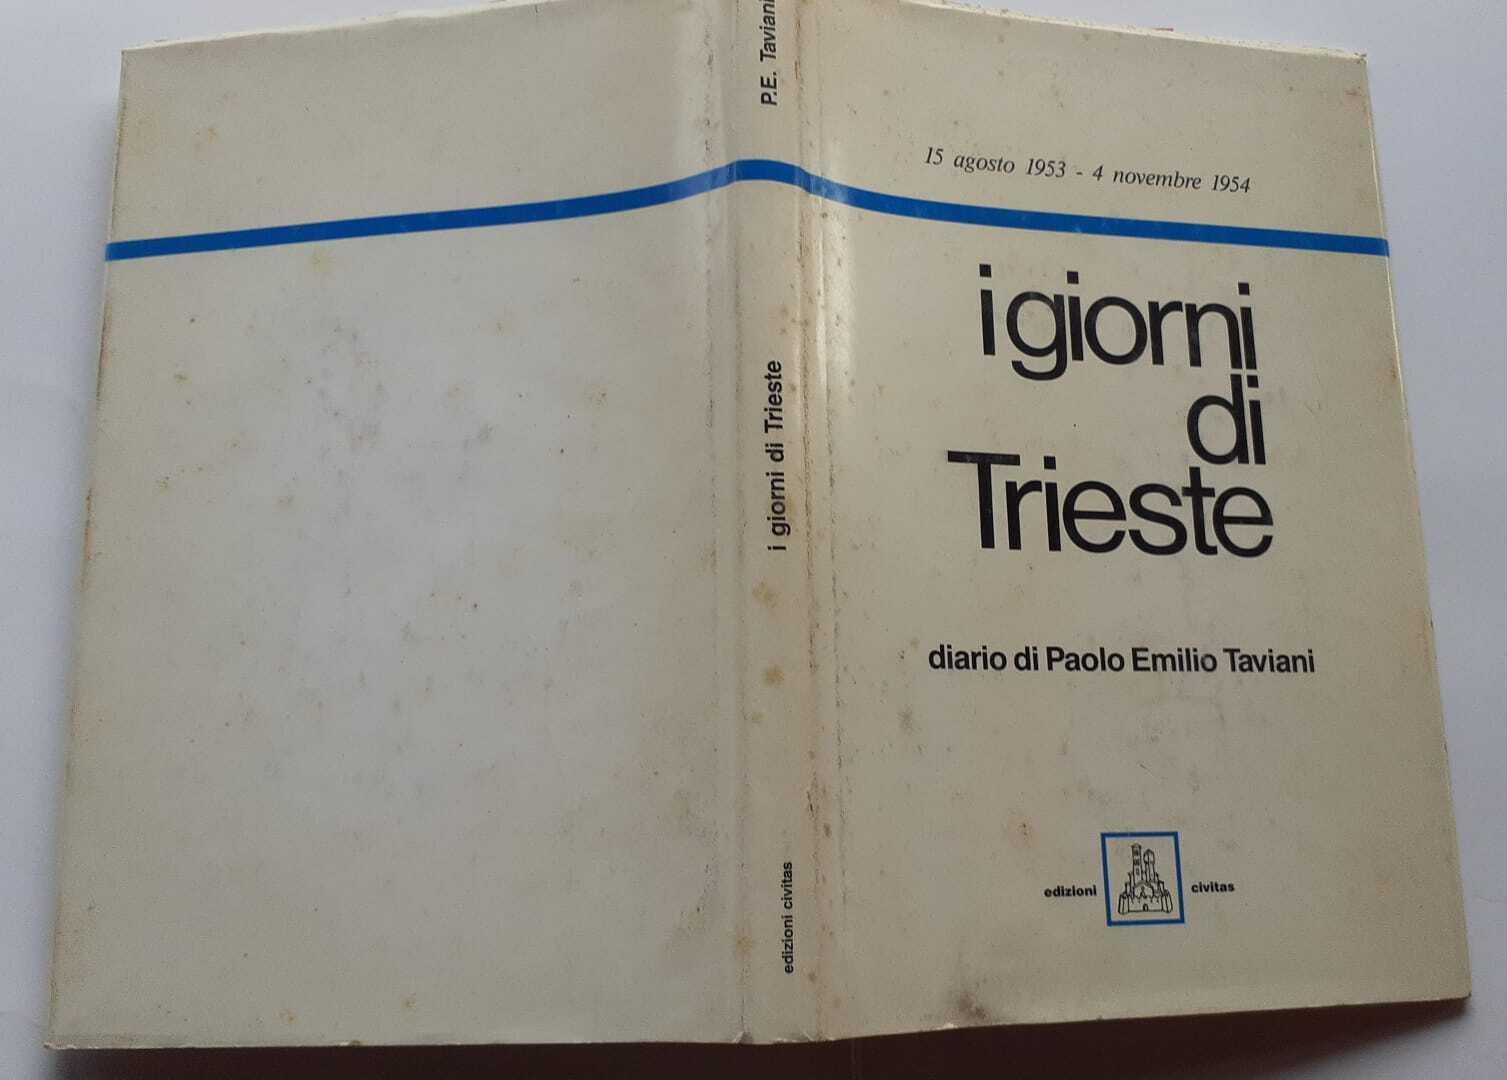 P.E. Taviani
i giorni di Trieste
edizioni civitas
15 agosto 1953 - 4 novembre 1954
i giorni
di
Trieste
diario di Paolo Emilio Taviani
edizioni civitas